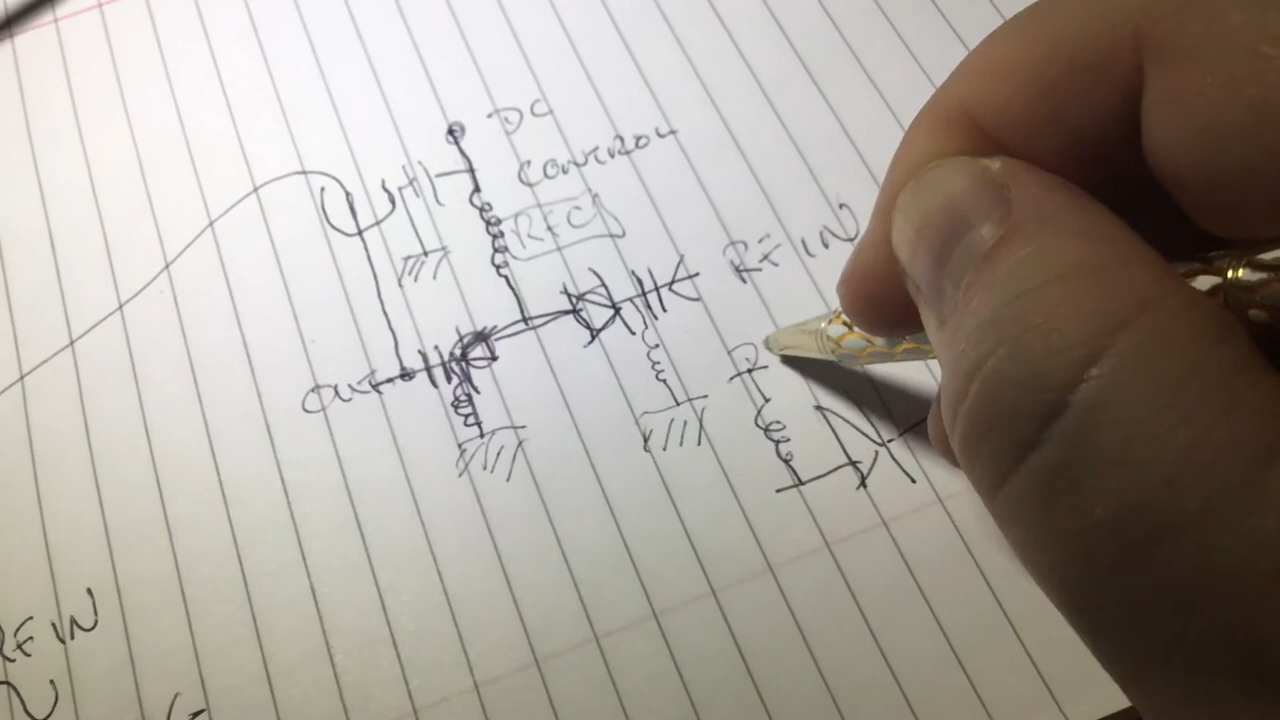 DC
CONTROL
RFC
RF IN
OUT
RF IN